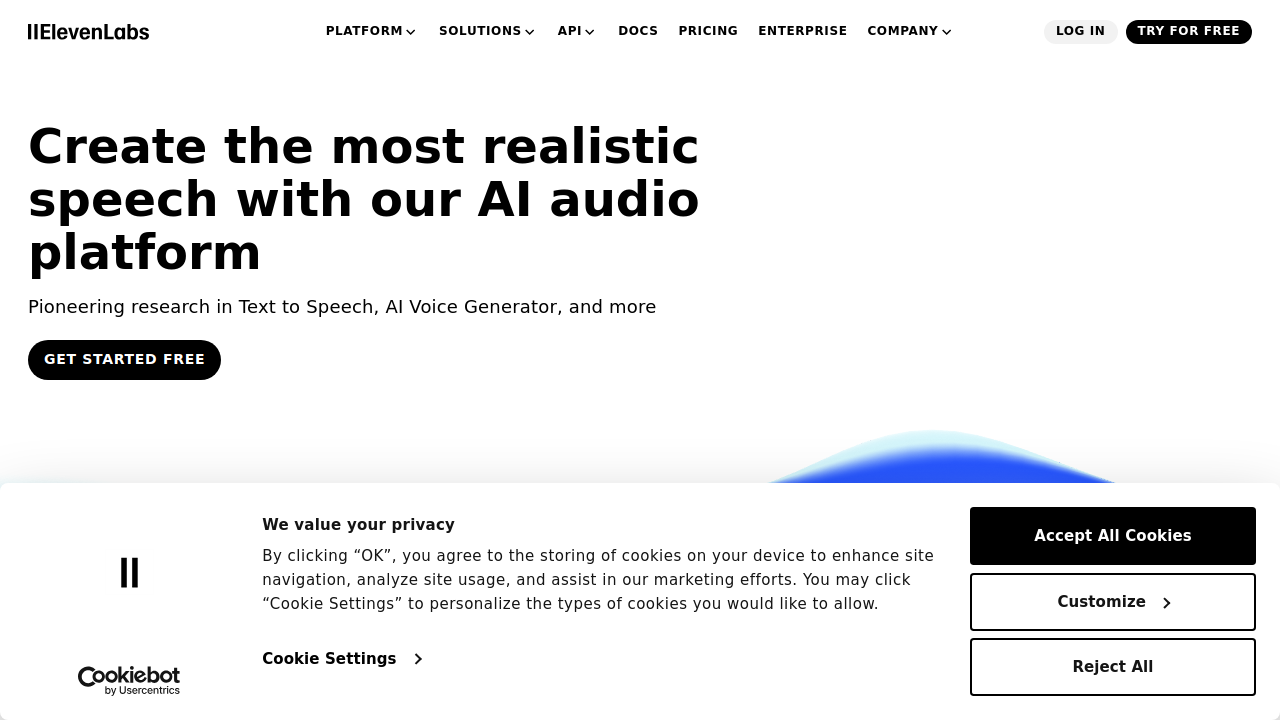 IIElevenLabs
PLATFORM
SOLUTIONS
API
DOCS
PRICING
ENTERPRISE
COMPANY
LOG IN
TRY FOR FREE
Create the most realistic
speech with our AI audio
platform
Pioneering research in Text to Speech, AI Voice Generator, and more
GET STARTED FREE
We value your privacy
By clicking “OK”, you agree to the storing of cookies on your device to enhance site
navigation, analyze site usage, and assist in our marketing efforts. You may click
“Cookie Settings” to personalize the types of cookies you would like to allow.
Cookie Settings
Accept All Cookies
Customize
Reject All
II
Cookiebot
by Usercentrics